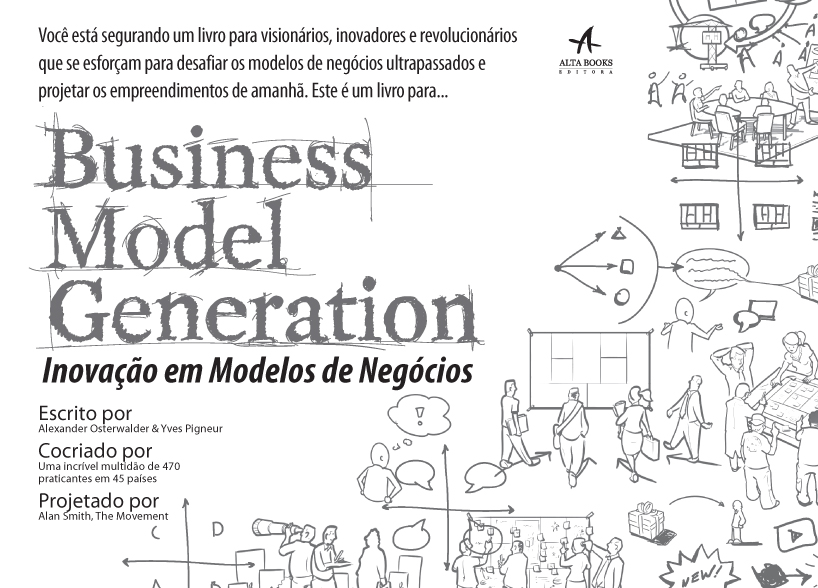 Você está segurando um livro para visionários, inovadores e revolucionários
que se esforçam para desafiar os modelos de negócios ultrapassados e
projetar os empreendimentos de amanhã. Este é um livro para...
ALTA BOOKS
EDITORA
Business
Model
Generation
Inovação em Modelos de Negócios
Escrito por
Alexander Osterwalder & Yves Pigneur
Cocriado por
Uma incrível multidão de 470
praticantes em 45 países
Projetado por
Alan Smith, The Movement
C D
A
!
NEW!